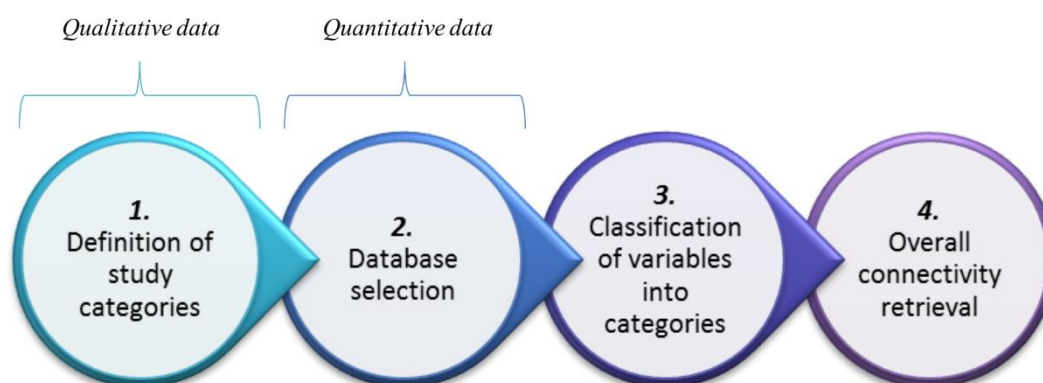 Qualitative data
Quantitative data
1.
Definition of
study
categories
2.
Database
selection
3.
Classification
of variables
into
categories
4.
Overall
connectivity
retrieval